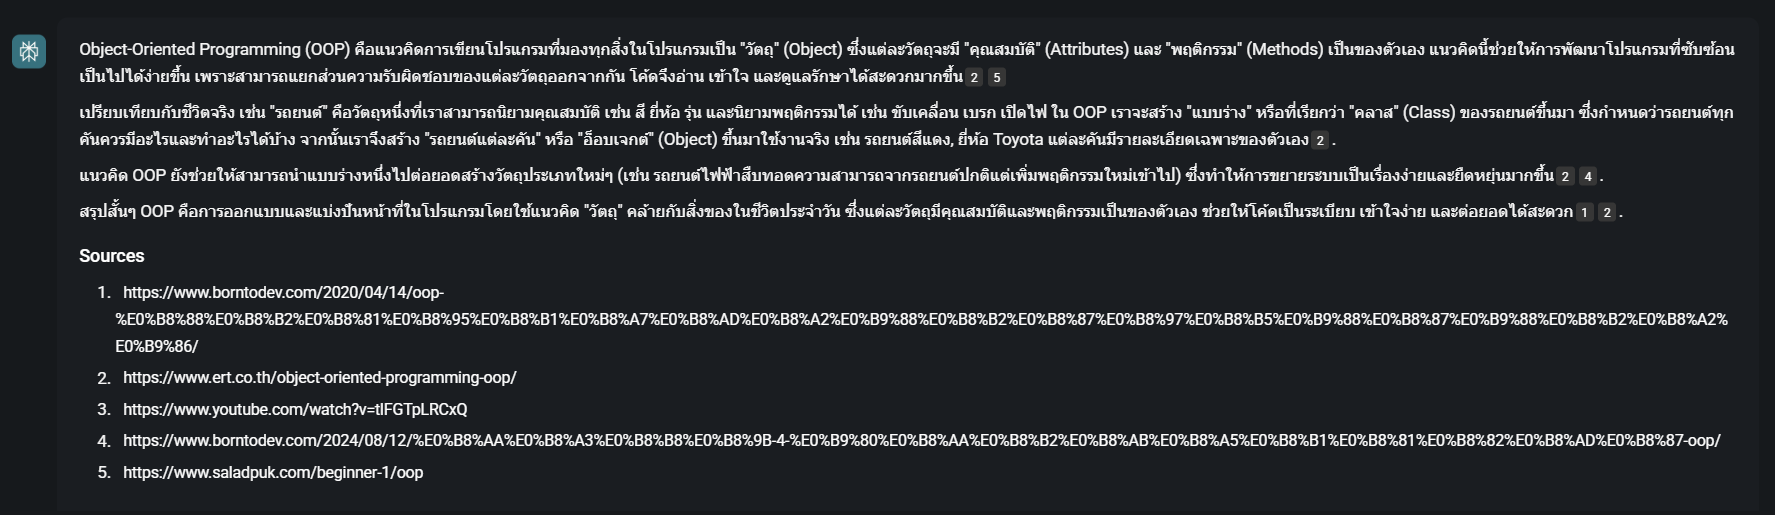 Object-Oriented Programming (OOP) คือแนวคิดการเขียนโปรแกรมที่มองทุกสิ่งในโปรแกรมเป็น "วัตถุ" (Object) ซึ่งแต่ละวัตถุจะมี "คุณสมบัติ" (Attributes) และ "พฤติกรรม" (Methods) เป็นของตัวเอง แนวคิดนี้ช่วยให้การพัฒนาโปรแกรมที่ซับซ้อน
เป็นไปได้ง่ายขึ้น เพราะสามารถแยกส่วนความรับผิดชอบของแต่ละวัตถุออกจากกัน โค้ดจึงอ่าน เข้าใจ และดูแลรักษาได้สะดวกมากขึ้น 2 5
เปรียบเทียบกับชีวิตจริง เช่น "รถยนต์" คือวัตถุหนึ่งที่เราสามารถนิยามคุณสมบัติ เช่น สี ยี่ห้อ รุ่น และนิยามพฤติกรรมได้ เช่น ขับเคลื่อน เบรก เปิดไฟ ใน OOP เราจะสร้าง "แบบร่าง" หรือที่เรียกว่า "คลาส" (Class) ของรถยนต์ขึ้นมา ซึ่งกำหนดว่ารถยนต์ทุก
คันควรมีอะไรและทำอะไรได้บ้าง จากนั้นเราจึงสร้าง "รถยนต์แต่ละคัน" หรือ "อ็อบเจกต์" (Object) ขึ้นมาใช้งานจริง เช่น รถยนต์สีแดง, ยี่ห้อ Toyota แต่ละคันมีรายละเอียดเฉพาะของตัวเอง 2 .
แนวคิด OOP ยังช่วยให้สามารถนำแบบร่างหนึ่งไปต่อยอดสร้างวัตถุประเภทใหม่ๆ (เช่น รถยนต์ไฟฟ้าสืบทอดความสามารถจากรถยนต์ปกติแต่เพิ่มพฤติกรรมใหม่เข้าไป) ซึ่งทำให้การขยายระบบเป็นเรื่องง่ายและยืดหยุ่นมากขึ้น 2 4 .
สรุปสั้นๆ OOP คือการออกแบบและแบ่งปันหน้าที่ในโปรแกรมโดยใช้แนวคิด "วัตถุ" คล้ายกับสิ่งของในชีวิตประจำวัน ซึ่งแต่ละวัตถุมีคุณสมบัติและพฤติกรรมเป็นของตัวเอง ช่วยให้โค้ดเป็นระเบียบ เข้าใจง่าย และต่อยอดได้สะดวก 1 2 .
Sources
1. https://www.borntodev.com/2020/04/14/oop-
%E0%B8%88%E0%B8%B2%E0%B8%81%E0%B8%95%E0%B8%B1%E0%B8%A7%E0%B8%AD%E0%B8%A2%E0%B9%88%E0%B8%B2%E0%B8%87%E0%B8%97%E0%B8%B5%E0%B9%88%E0%B8%87%E0%B9%88%E0%B8%B2%E0%B8%A2%
E0%B9%86/
2. https://www.ert.co.th/object-oriented-programming-oop/
3. https://www.youtube.com/watch?v=tIFGTpLRCxQ
4. https://www.borntodev.com/2024/08/12/%E0%B8%AA%E0%B8%A3%E0%B8%B8%E0%B8%9B-4-%E0%B9%80%E0%B8%AA%E0%B8%B2%E0%B8%AB%E0%B8%A5%E0%B8%B1%E0%B8%81%E0%B8%82%E0%B8%AD%E0%B8%87-oop/
5. https://www.saladpuk.com/beginner-1/oop